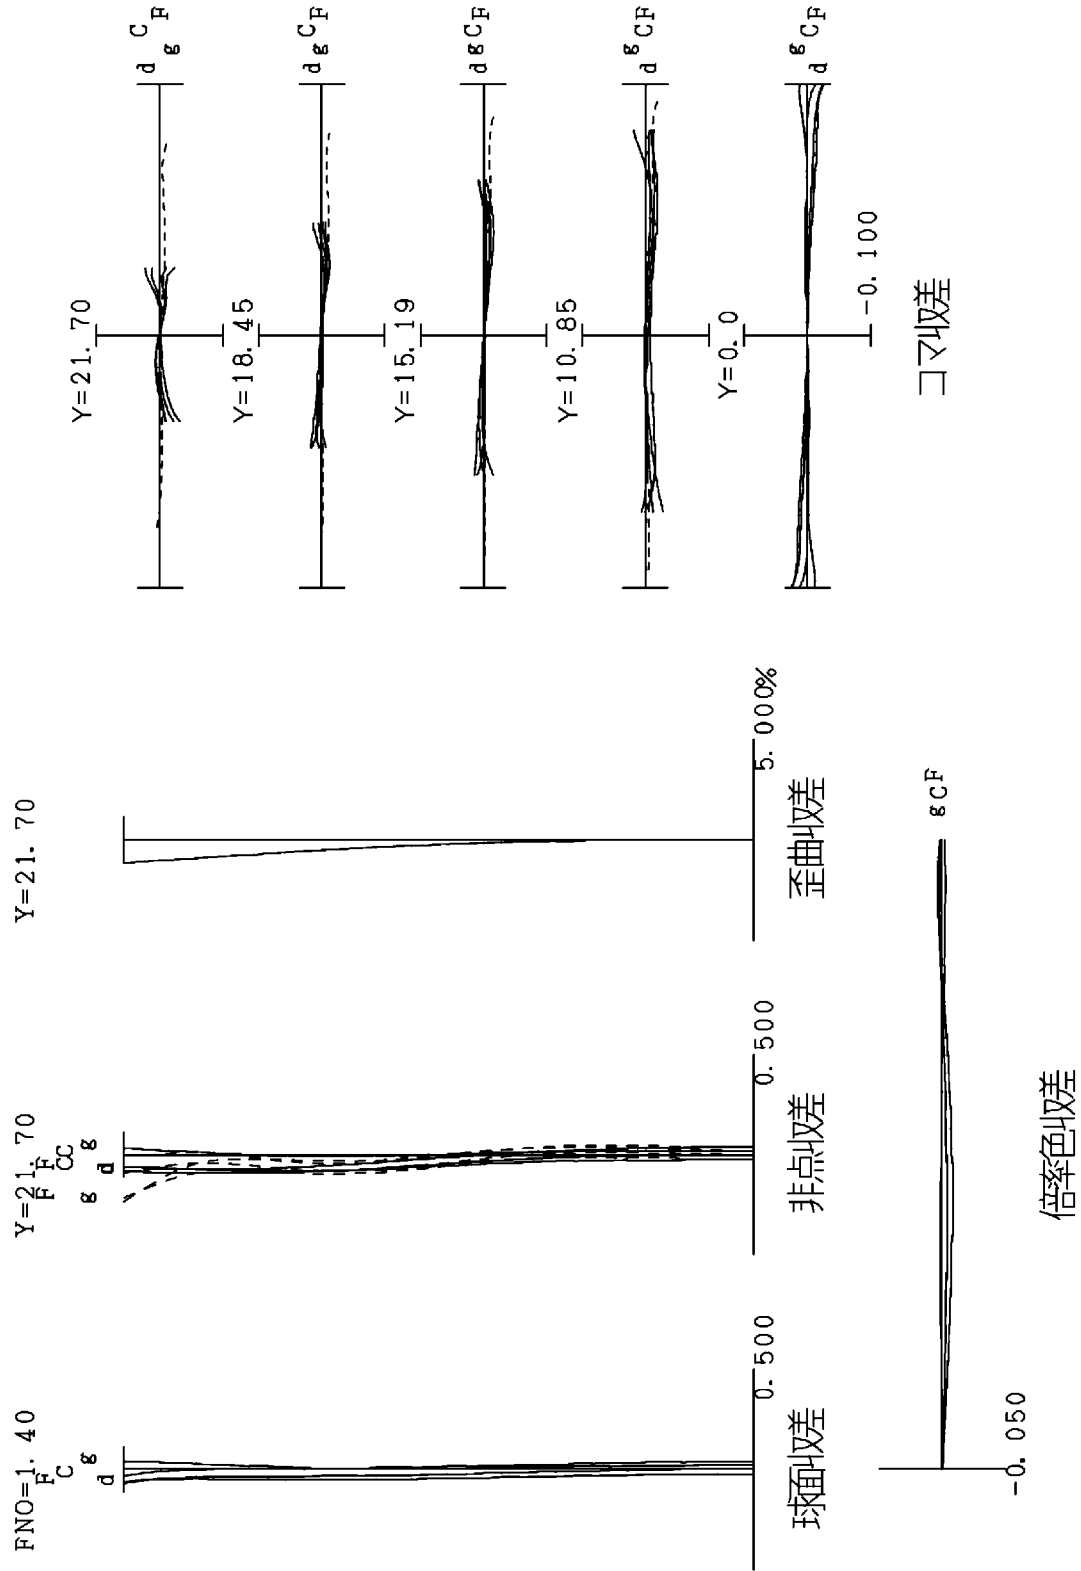 FNO=1.40
F
C
g
d
0.500
球面収差
Y=21.70
F
F
C
C
g
g
d
0.500
非点収差
Y=21.70
5.000%
歪曲収差
Y=21.70
d
g
C
F
Y=18.45
d
g
C
F
Y=15.19
d
g
C
F
Y=10.85
d
g
C
F
Y=0.0
d
g
C
F
-0.100
コマ収差
g
C
F
-0.050
倍率色収差